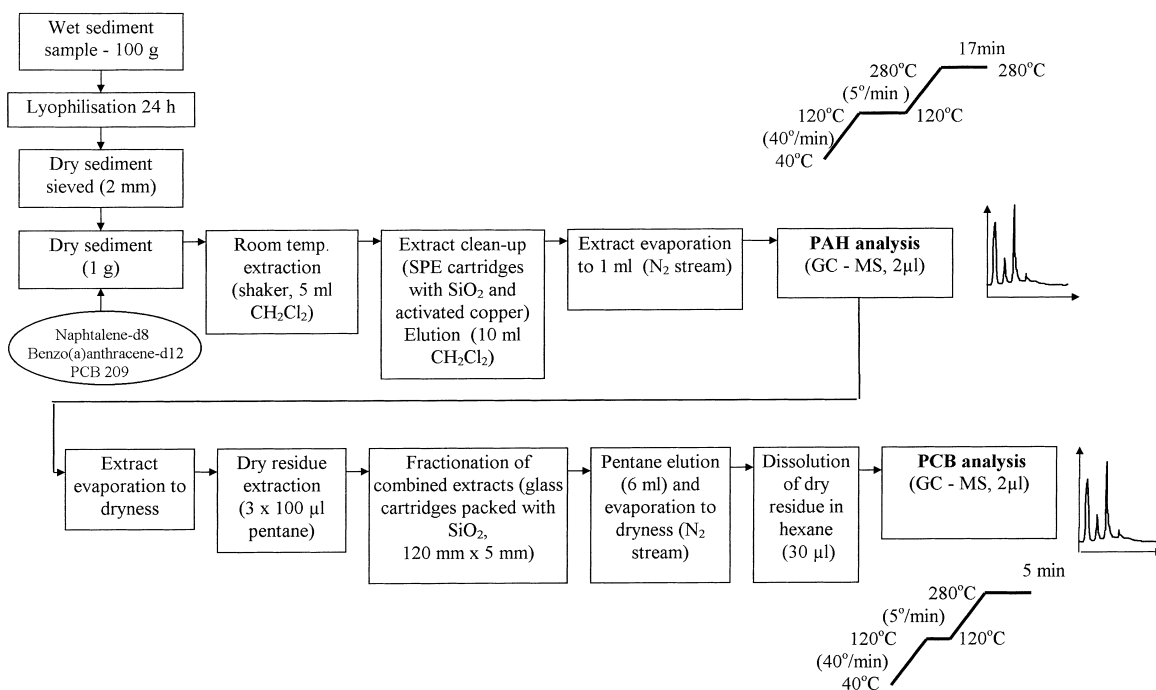 Wet sediment
sample - 100 g
Lyophilisation 24 h
Dry sediment
sieved (2 mm)
Dry sediment
(1 g)
Naphtalene-d8
Benzo(a)anthracene-d12
PCB 209
Room temp.
extraction
(shaker, 5 ml
CH₂Cl₂)
Extract clean-up
(SPE cartridges
with SiO₂ and
activated copper)
Elution (10 ml
CH₂Cl₂)
Extract evaporation
to 1 ml (N₂ stream)
PAH analysis
(GC - MS, 2µl)
17min
280°C
280°C
(5°/min )
120°C
120°C
(40°/min)
40°C
Extract
evaporation to
dryness
Dry residue
extraction
(3 x 100 µl
pentane)
Fractionation of
combined extracts (glass
cartridges packed with
SiO₂,
120 mm x 5 mm)
Pentane elution
(6 ml) and
evaporation to
dryness (N₂
stream)
Dissolution
of dry
residue in
hexane
(30 µl)
PCB analysis
(GC - MS, 2µl)
5 min
280°C
(5°/min)
120°C
120°C
(40°/min)
40°C